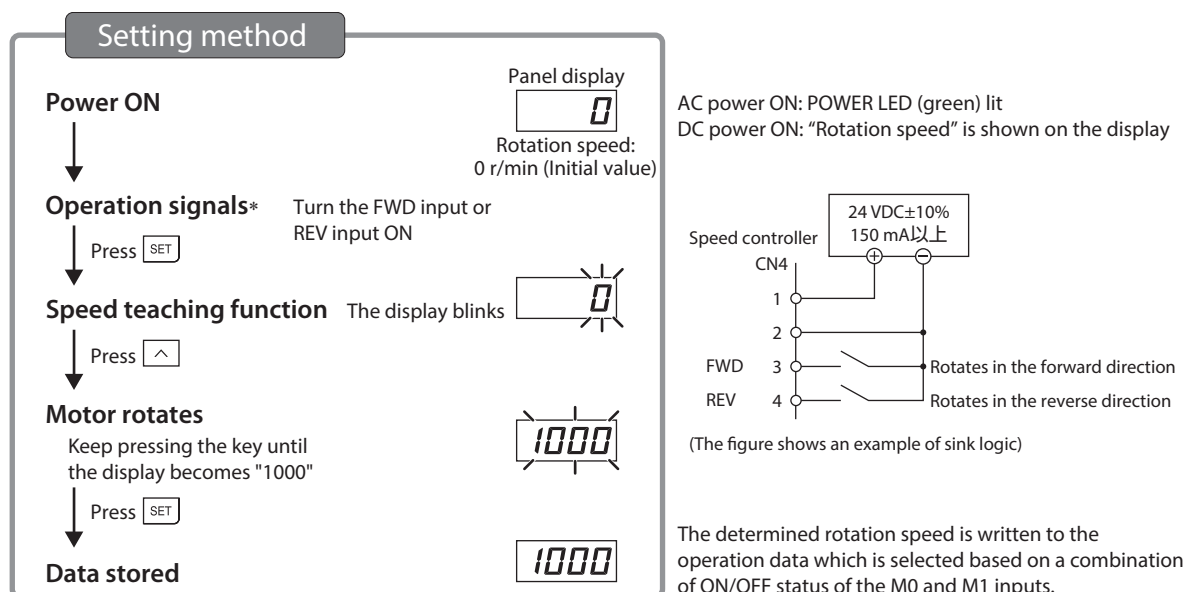 Setting method
Panel display
Power ON
0
Rotation speed:
0 r/min (Initial value)
AC power ON: POWER LED (green) lit
DC power ON: “Rotation speed” is shown on the display
Operation signals*
Turn the FWD input or
REV input ON
Press SET
Speed teaching function
The display blinks
0
Press ^
Motor rotates
Keep pressing the key until
the display becomes "1000"
1000
Press SET
Data stored
1000
24 VDC±10%
150 mA以上
Speed controller
CN4
+ −
1
2
FWD 3 Rotates in the forward direction
REV 4 Rotates in the reverse direction
(The figure shows an example of sink logic)
The determined rotation speed is written to the
operation data which is selected based on a combination
of ON/OFF status of the M0 and M1 inputs.